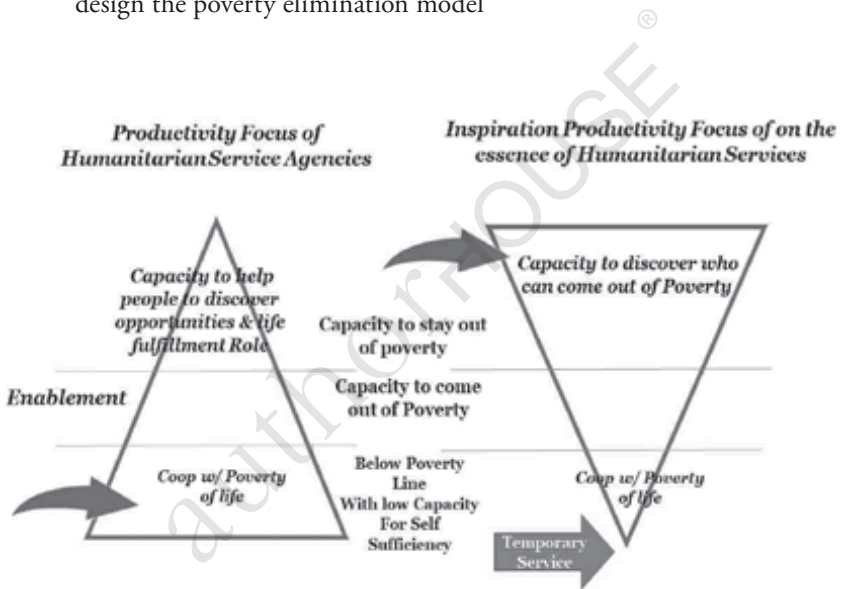 design the poverty elimination model
Productivity Focus of
Humanitarian Service Agencies
Inspiration Productivity Focus of on the
essence of Humanitarian Services
Capacity to help
people to discover
opportunities & life
fulfillment Role
Capacity to stay out
of poverty
Capacity to discover who
can come out of Poverty
Enablement
Capacity to come
out of Poverty
Coop w/ Poverty
of life
Below Poverty
Line
With low Capacity
For Self
Sufficiency
Coop w/ Poverty
of life
Temporary
Service
authorHOUSE®